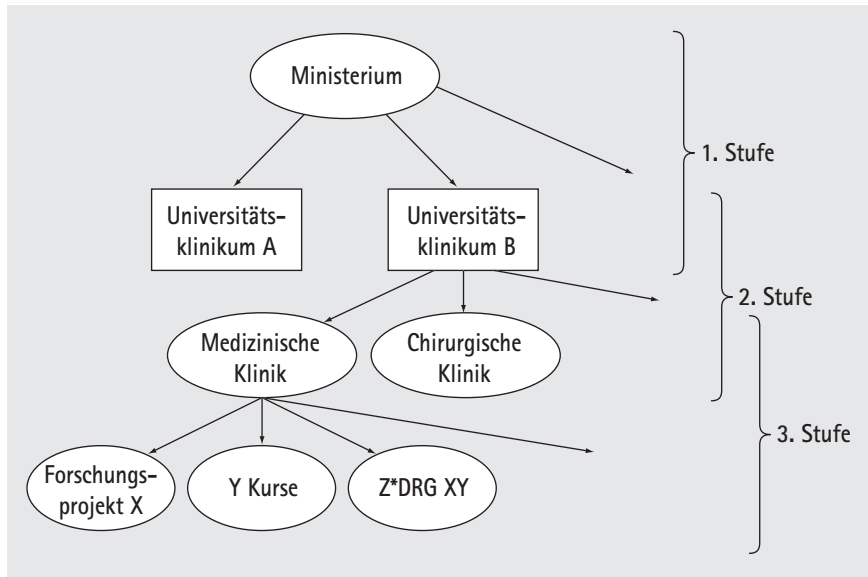 Ministerium
1. Stufe
Universitäts-
klinikum A
Universitäts-
klinikum B
2. Stufe
Medizinische
Klinik
Chirurgische
Klinik
3. Stufe
Forschungs-
projekt X
Y Kurse
Z*DRG XY